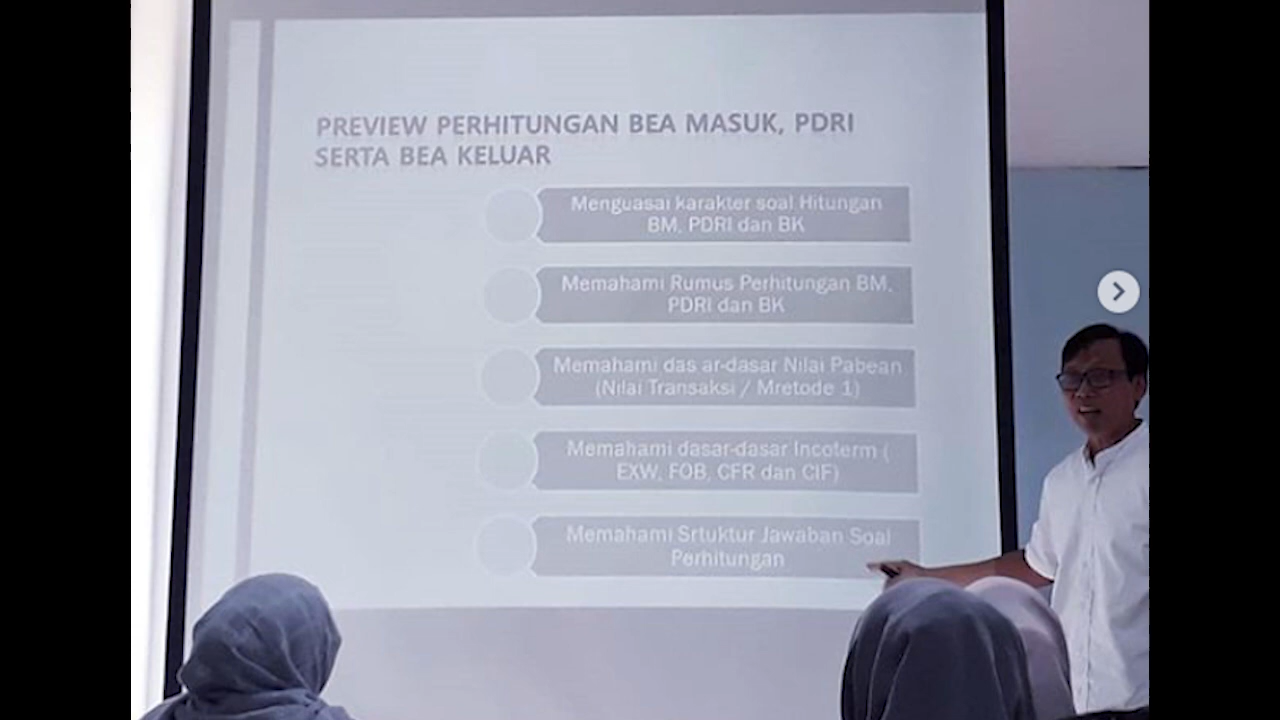 PREVIEW PERHITUNGAN BEA MASUK, PDRI
SERTA BEA KELUAR
Menguasai karakter soal Hitungan
BM, PDRI dan BK
Memahami Rumus Perhitungan BM,
PDRI dan BK
Memahami das ar-dasar Nilai Pabean
(Nilai Transaksi / Mretode 1)
Memahami dasar-dasar Incoterm (
EXW, FOB, CFR dan CIF)
Memahami Srtuktur Jawaban Soal
Perhitungan